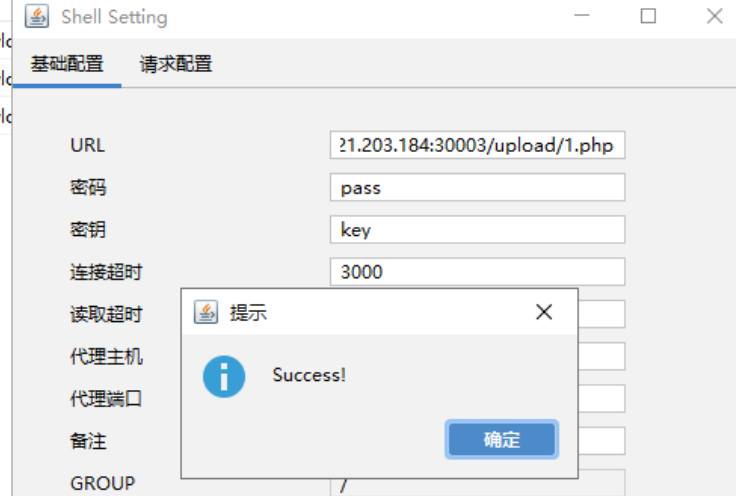 Shell Setting
基础配置 请求配置
URL 21.203.184:30003/upload/1.php
密码 pass
密钥 key
连接超时 3000
读取超时
提示
代理主机
Success!
代理端口
备注
确定
GROUP /